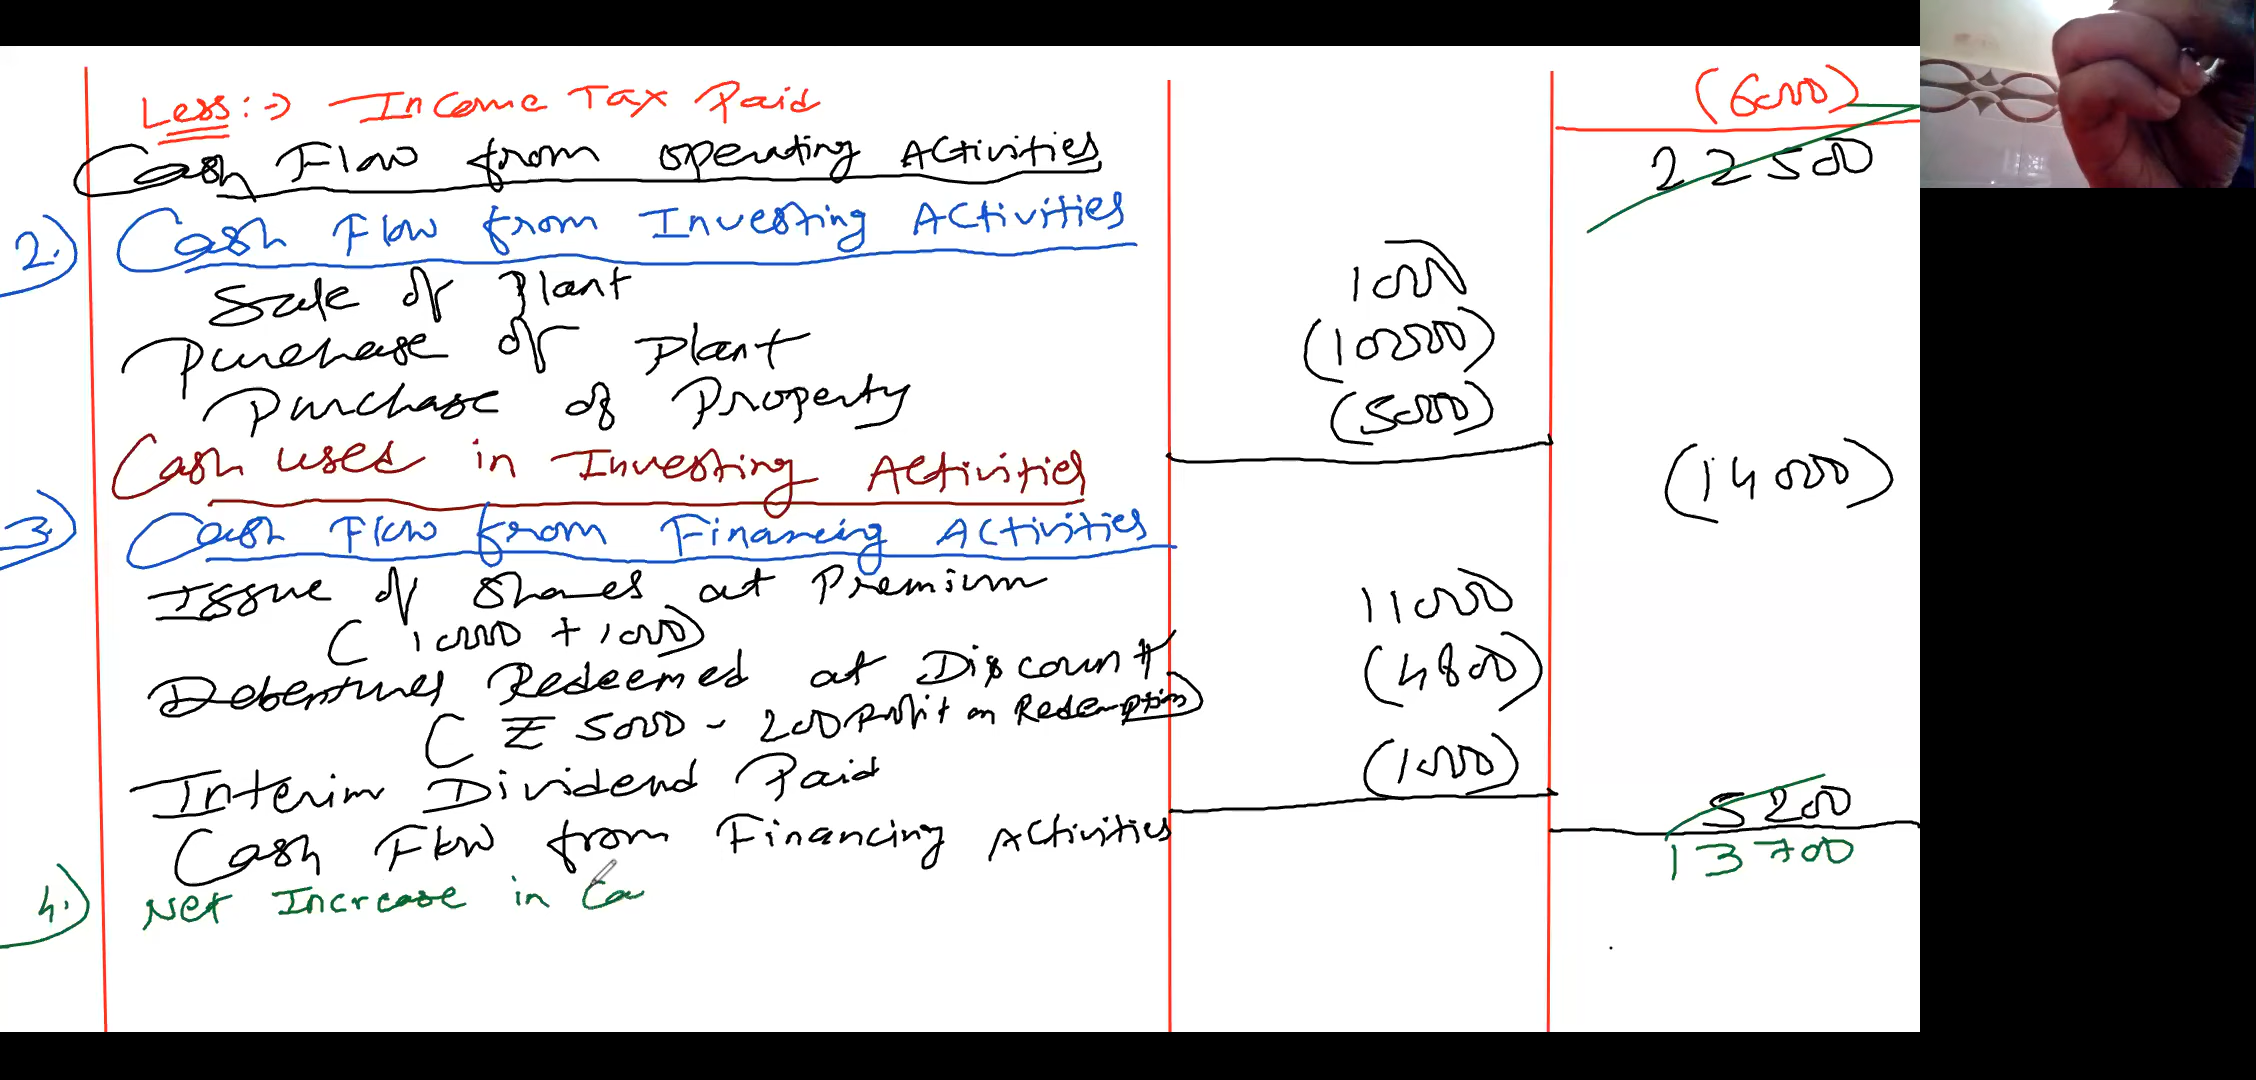 Less:→ Income Tax Paid (6000)
Cash Flow from operating Activities 22500
2.) Cash Flow from Investing Activities
Sale of Plant 1000
Purchase of Plant (10000)
Purchase of Property (5000)
Cash used in Investing Activities (14000)
3.) Cash Flow from Financing Activities
Issue of Shares at Premium 11000
( 10000 + 1000)
Debentures Redeemed at Discount (4800)
( ₹ 5000 - 200 Profit on Redemption)
Interim Dividend Paid (1000)
Cash Flow from Financing Activities 5200
4.) Net Increase in Ca 13700